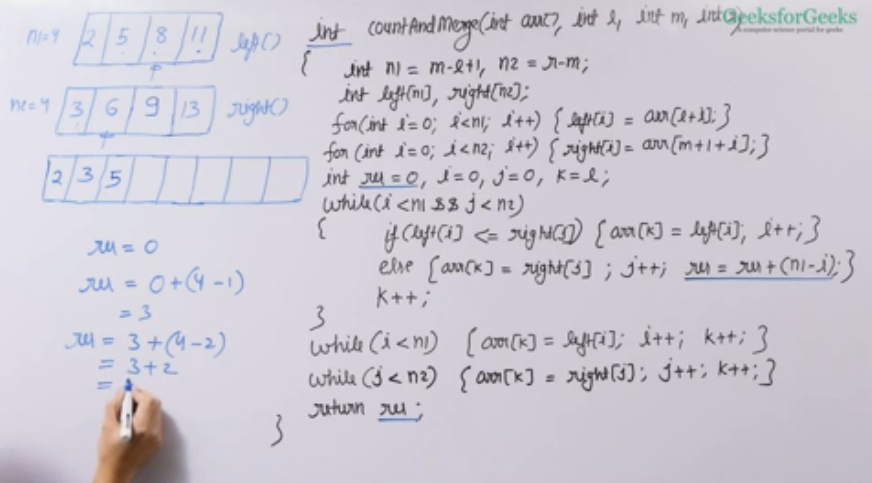 n1=4 2 5 8 11 left[]
n2=4 3 6 9 13 right[]
2 3 5
res = 0
res = 0+(4-1)
= 3
res = 3+(4-2)
= 3+2
=
GeeksforGeeks
A computer science portal for geeks
int countAndMerge(int arr[], int l, int m, int
{ int n1 = m-l+1, n2 = r-m;
int left[n1], right[n2];
for(int i=0; i<n1; i++) {left[i] = arr[l+i];}
for (int i=0; i<n2; i++) {right[i]= arr[m+1+i];}
int res=0, i=0, j=0, k=l;
while(i<n1 && j<n2)
{ if(left[i] <= right[j]) {arr[k] = left[i]; i++;}
else {arr[k] = right[j] ; j++; res = res+(n1-i);}
k++;
}
while(i<n1) {arr[k] = left[i]; i++; k++;}
while(j<n2) {arr[k] = right[j]; j++; k++;}
return res;
}